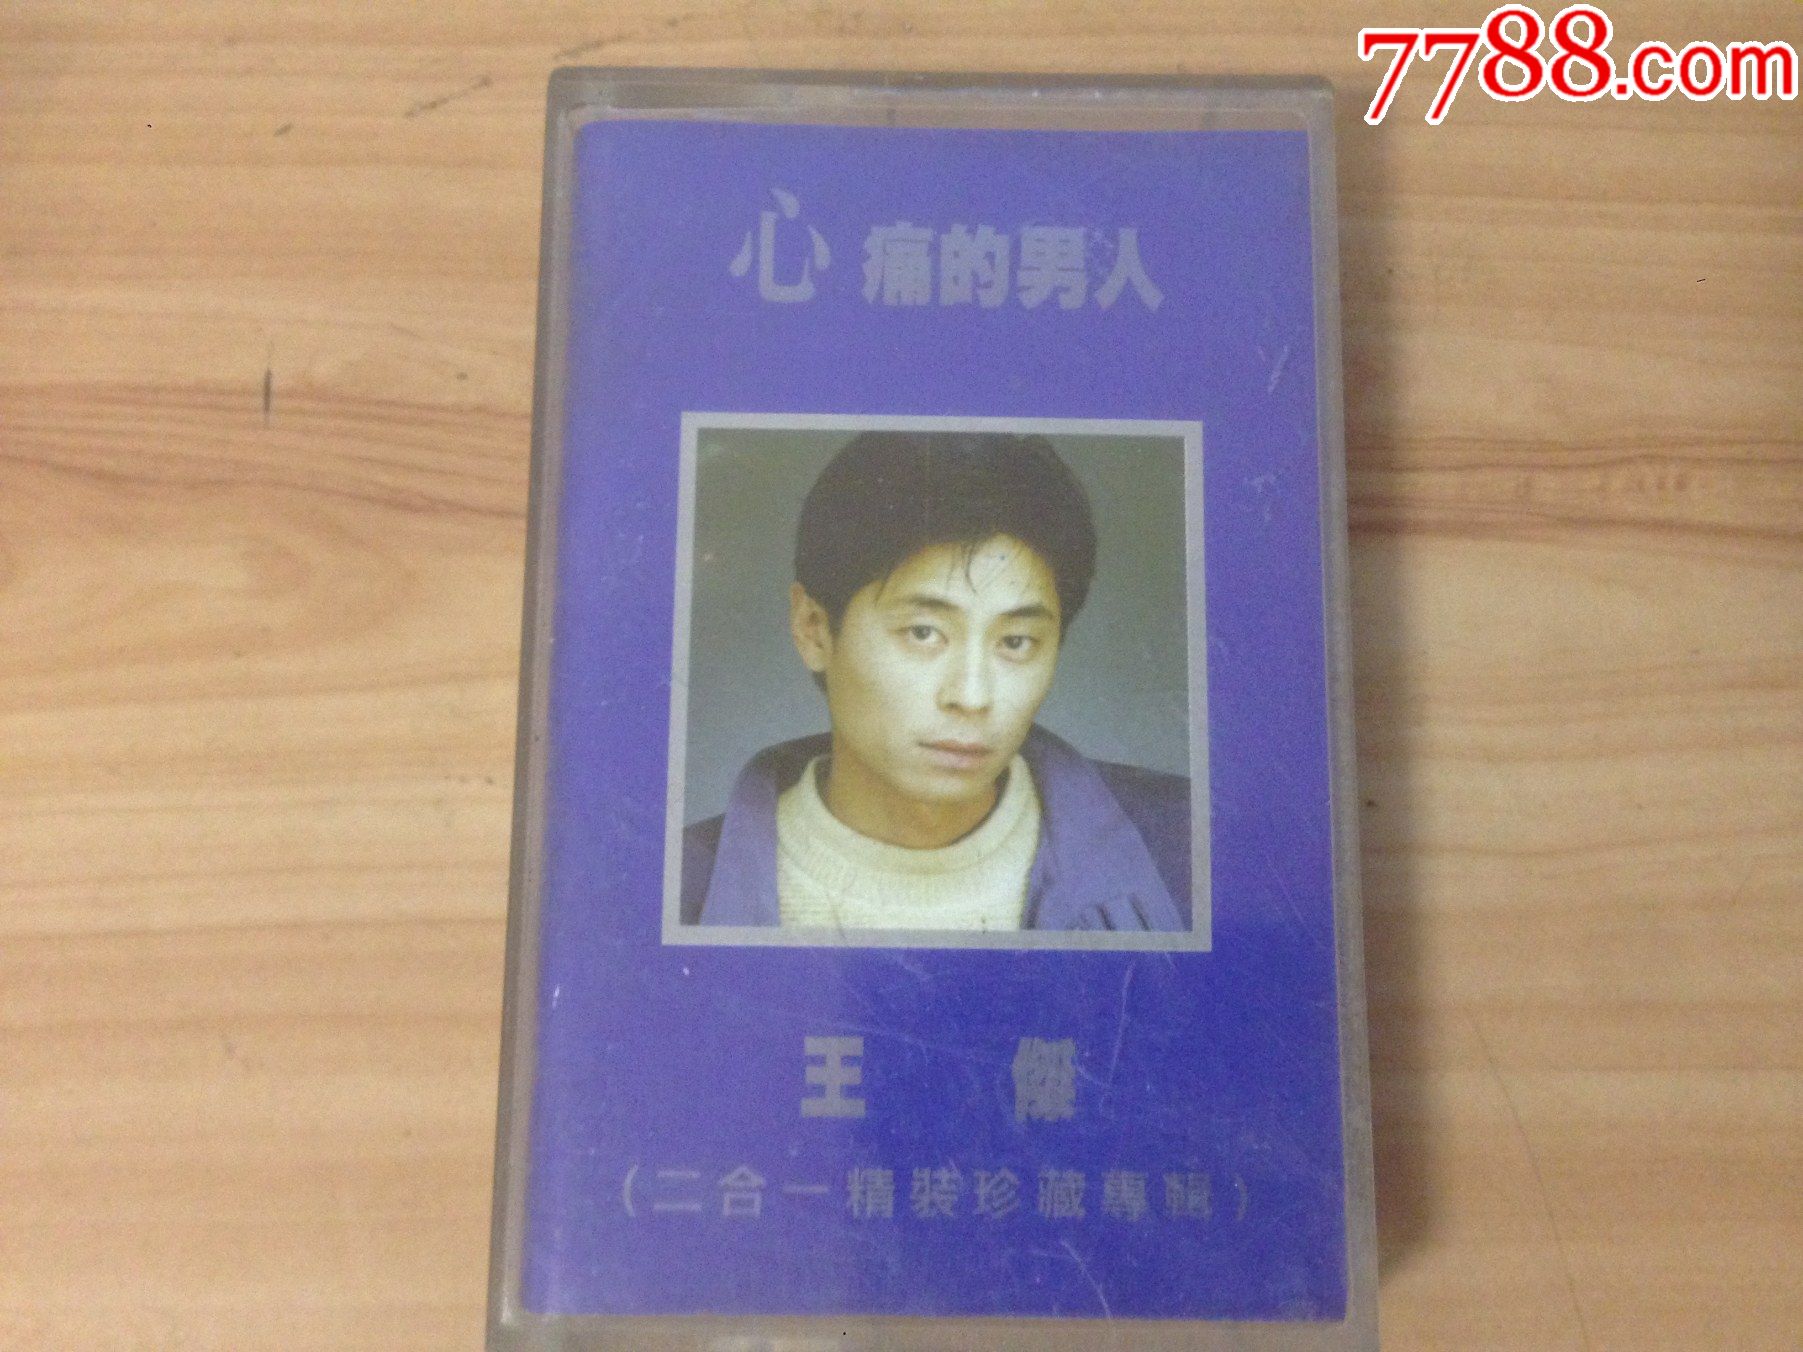 7788.com
心痛的男人
王傑
(二合一精裝珍藏專輯)